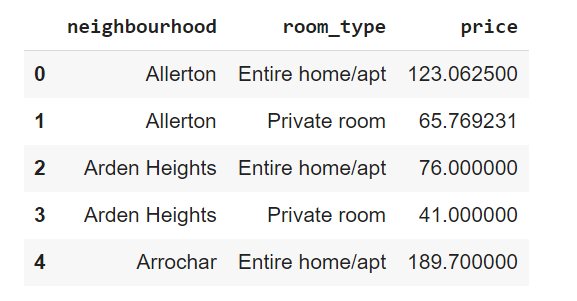 neighbourhood room_type price
0 Allerton Entire home/apt 123.062500
1 Allerton Private room 65.769231
2 Arden Heights Entire home/apt 76.000000
3 Arden Heights Private room 41.000000
4 Arrochar Entire home/apt 189.700000